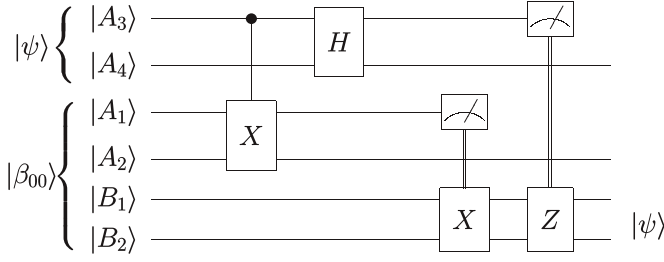 |ψ⟩ { |A₃⟩ H
|A₄⟩
|β₀₀⟩ { |A₁⟩ X
|A₂⟩
|B₁⟩ X Z
|B₂⟩ |ψ⟩